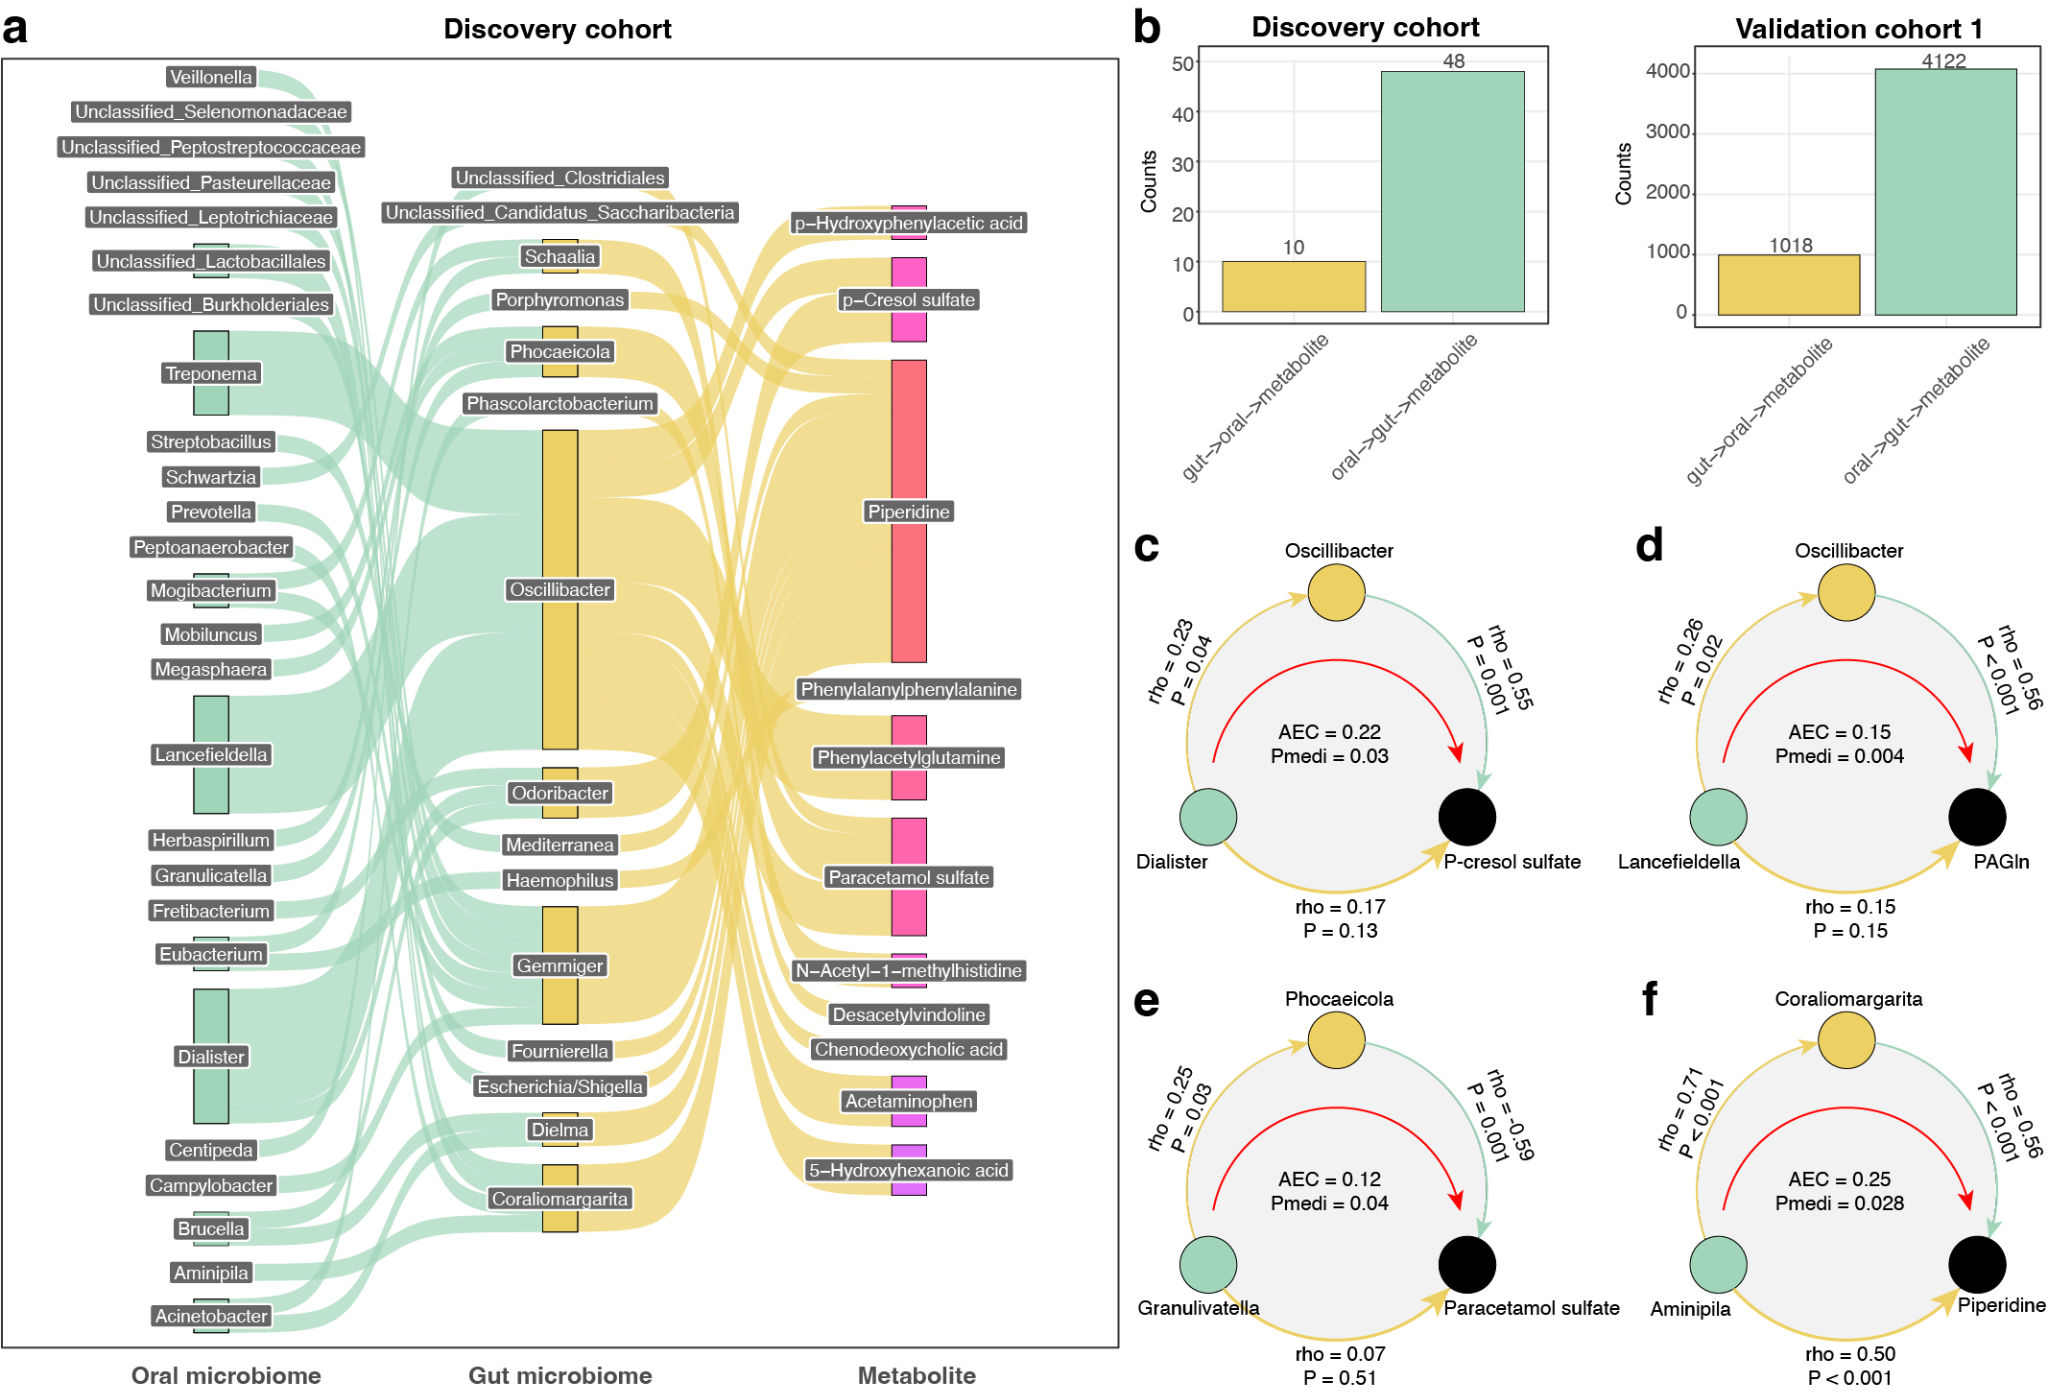 a
Discovery cohort
Veillonella
Unclassified_Selenomonadaceae
Unclassified_Peptostreptococcaceae
Unclassified_Pasteurellaceae
Unclassified_Leptotrichiaceae
Unclassified_Lactobacillales
Unclassified_Burkholderiales
Treponema
Streptobacillus
Schwartzia
Prevotella
Peptoanaerobacter
Mogibacterium
Mobiluncus
Megasphaera
Lancefieldella
Herbaspirillum
Granulicatella
Fretibacterium
Eubacterium
Dialister
Centipeda
Campylobacter
Brucella
Aminipila
Acinetobacter
Oral microbiome
Unclassified_Clostridiales
Unclassified_Candidatus_Saccharibacteria
Schaalia
Porphyromonas
Phocaeicola
Phascolarctobacterium
Oscillibacter
Odoribacter
Mediterranea
Haemophilus
Gemmiger
Fournierella
Escherichia/Shigella
Dielma
Coraliomargarita
Gut microbiome
p−Hydroxyphenylacetic acid
p−Cresol sulfate
Piperidine
Phenylalanylphenylalanine
Phenylacetylglutamine
Paracetamol sulfate
N−Acetyl−1−methylhistidine
Desacetylvindoline
Chenodeoxycholic acid
Acetaminophen
5−Hydroxyhexanoic acid
Metabolite
b
Discovery cohort
Counts
50
40
30
20
10
0
10
48
gut−>oral−>metabolite
oral−>gut−>metabolite
Validation cohort 1
Counts
4000
3000
2000
1000
0
1018
4122
gut−>oral−>metabolite
oral−>gut−>metabolite
c
Oscillibacter
rho = 0.23
P = 0.04
rho = 0.55
P = 0.001
AEC = 0.22
Pmedi = 0.03
Dialister
P-cresol sulfate
rho = 0.17
P = 0.13
d
Oscillibacter
rho = 0.26
P = 0.02
rho = 0.56
P < 0.001
AEC = 0.15
Pmedi = 0.004
Lancefieldella
PAGln
rho = 0.15
P = 0.15
e
Phocaeicola
rho = 0.25
P = 0.03
rho = -0.59
P = 0.001
AEC = 0.12
Pmedi = 0.04
Granulivatella
Paracetamol sulfate
rho = 0.07
P = 0.51
f
Coraliomargarita
rho = 0.71
P < 0.001
rho = 0.56
P < 0.001
AEC = 0.25
Pmedi = 0.028
Aminipila
Piperidine
rho = 0.50
P < 0.001